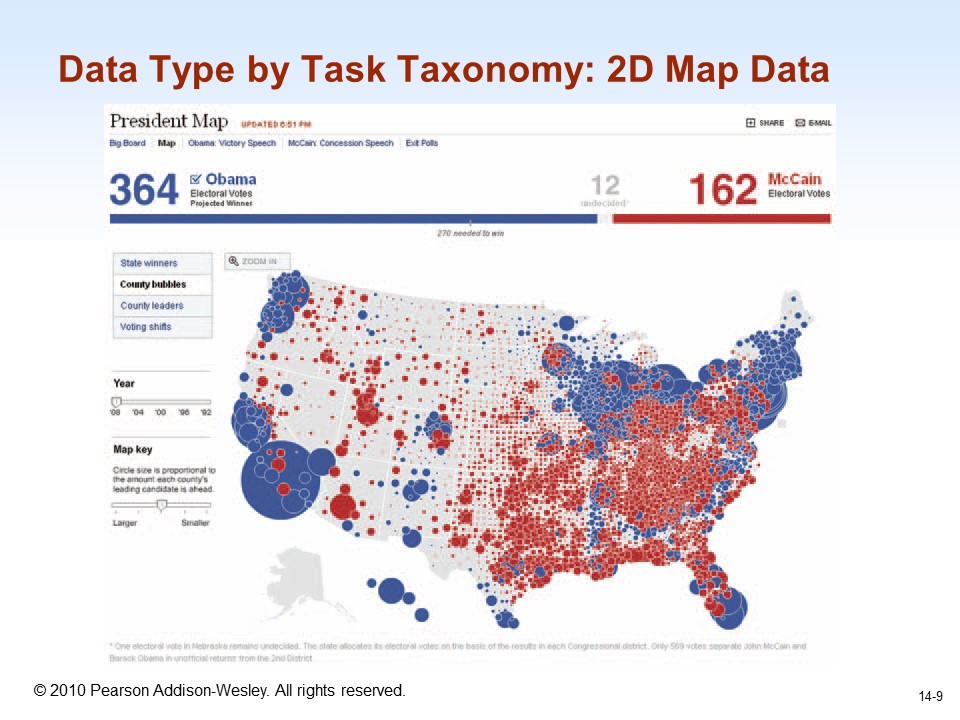 Data Type by Task Taxonomy: 2D Map Data
President Map UPDATED 6:51 PM SHARE E-MAIL
Big Board Map Obama: Victory Speech McCain: Concession Speech Exit Polls
364 Obama
Electoral Votes
Projected Winner
12
undecided*
162 McCain
Electoral Votes
270 needed to win
State winners
County bubbles
County leaders
Voting shifts
ZOOM IN
Year
'08 '04 '00 '96 '92
Map key
Circle size is proportional to
the amount each county's
leading candidate is ahead.
Larger Smaller
* One electoral vote in Nebraska remains undecided. The state allocates its electoral votes on the basis of the results in each Congressional district. Only 569 votes separate John McCain and
Barack Obama in unofficial returns from the 2nd District
© 2010 Pearson Addison-Wesley. All rights reserved.
14-9